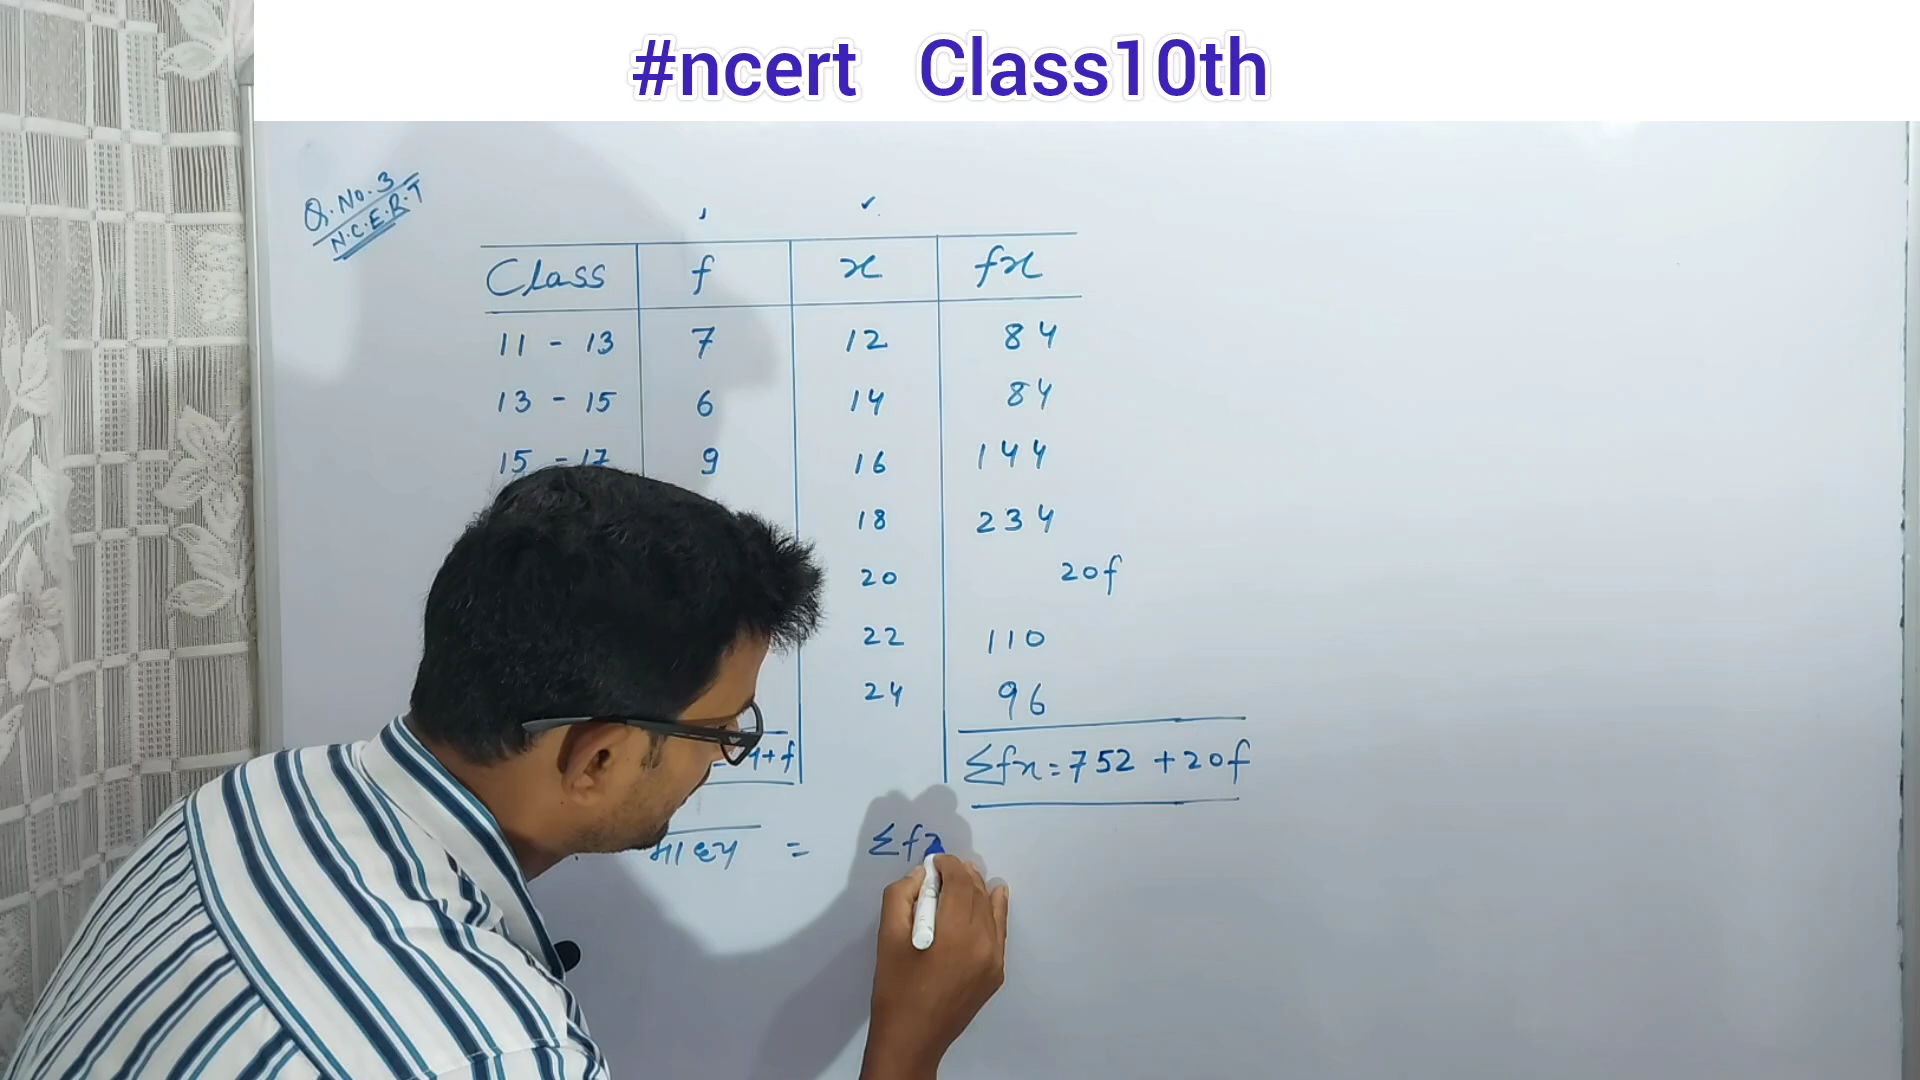 #ncert Class10th
Q.No.3
N.C.E.R.T
Class f x fx
11 - 13 7 12 84
13 - 15 6 14 84
15 - 17 9 16 144
18 234
20 20f
22 110
24 96
+f Σfx = 752 + 20f
माध्य = Σfx